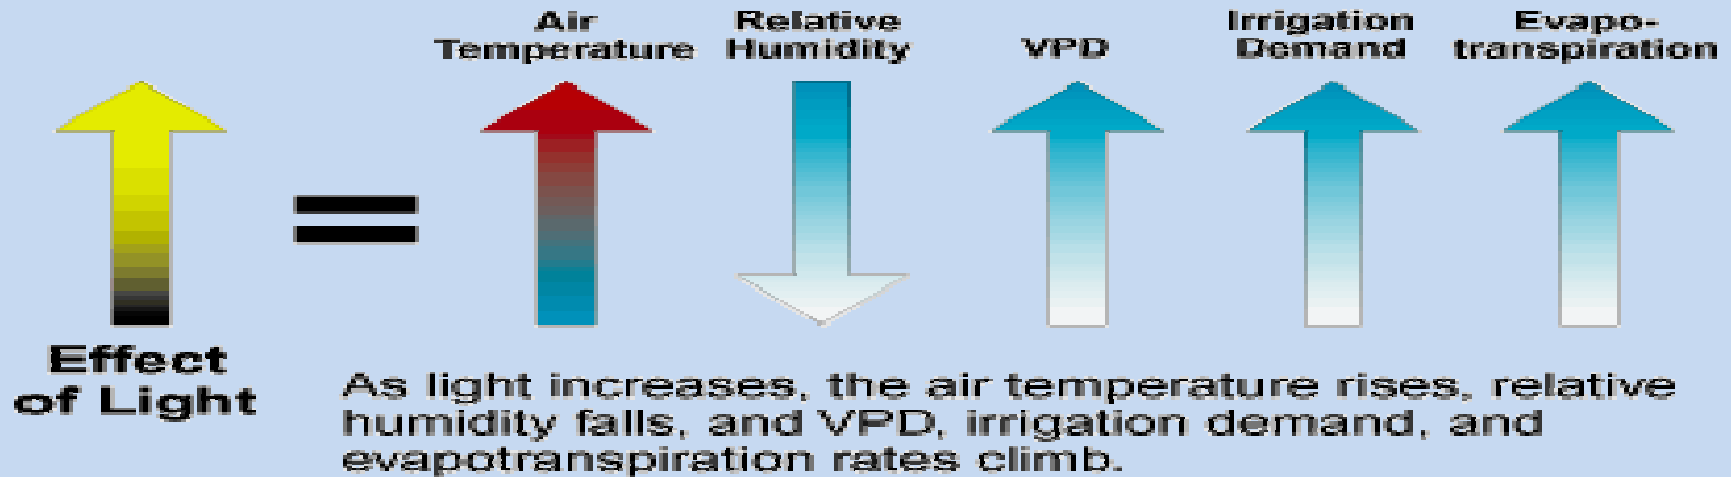 Air
Temperature
Relative
Humidity
VPD
Irrigation
Demand
Evapo-
transpiration
Effect
of Light
As light increases, the air temperature rises, relative
humidity falls, and VPD, irrigation demand, and
evapotranspiration rates climb.